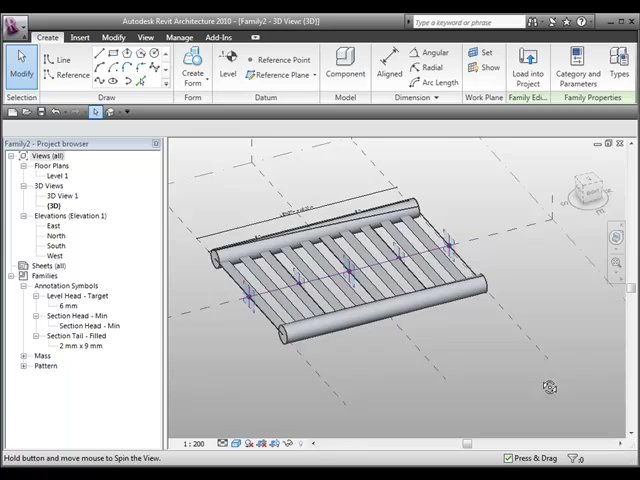 Autodesk Revit Architecture 2010 - [Family2 - 3D View: {3D}]
Type a keyword or phrase
Create Insert Modify View Manage Add-Ins
Modify
Line
Reference
Create Form
Level
Reference Point
Reference Plane
Component
Aligned
Angular
Radial
Arc Length
Set
Show
Load into Project
Category and Parameters
Types
Selection Draw Form Datum Model Dimension Work Plane Family Edi... Family Properties
Family2 - Project browser
Views (all)
Floor Plans
Level 1
3D Views
3D View 1
{3D}
Elevations (Elevation 1)
East
North
South
West
Sheets (all)
Families
Annotation Symbols
Level Head - Target
6 mm
Section Head - Min
Section Head - Min
Section Tail - Filled
2 mm x 9 mm
Mass
Pattern
RIGHT
1 : 200
Hold button and move mouse to Spin the View.
Press & Drag
:0